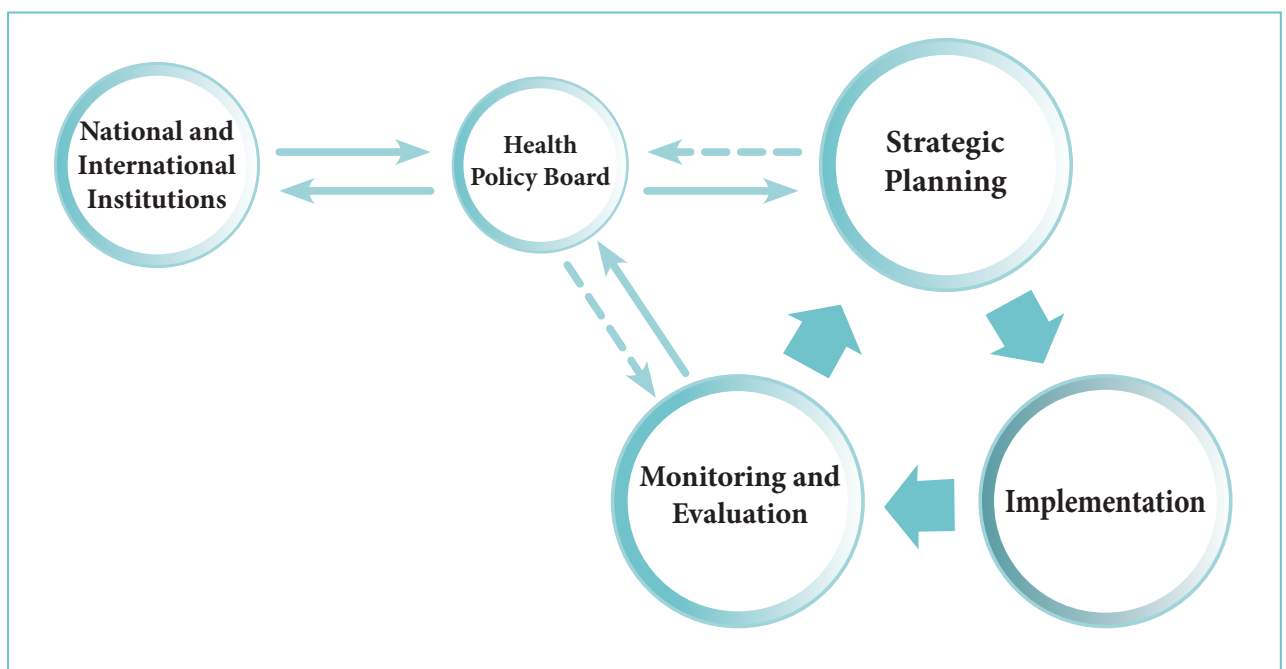 National and
International
Institutions
Health
Policy Board
Strategic
Planning
Monitoring and
Evaluation
Implementation